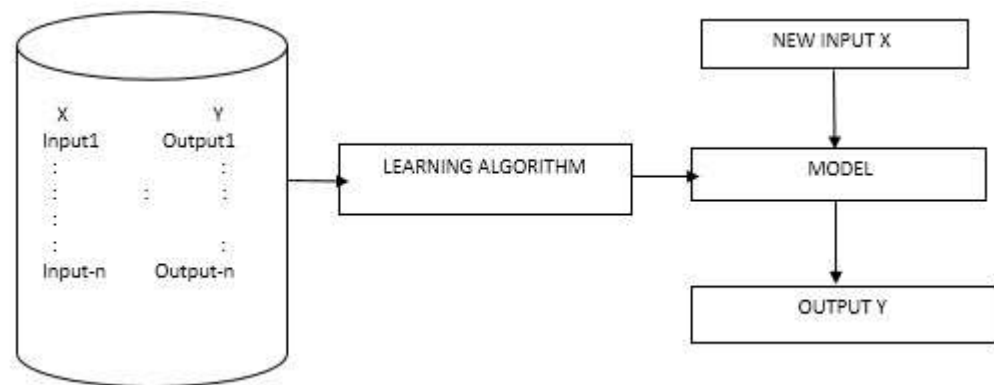 X Y
Input1 Output1
: :
: : :
:
: :
Input-n Output-n
LEARNING ALGORITHM
NEW INPUT X
MODEL
OUTPUT Y